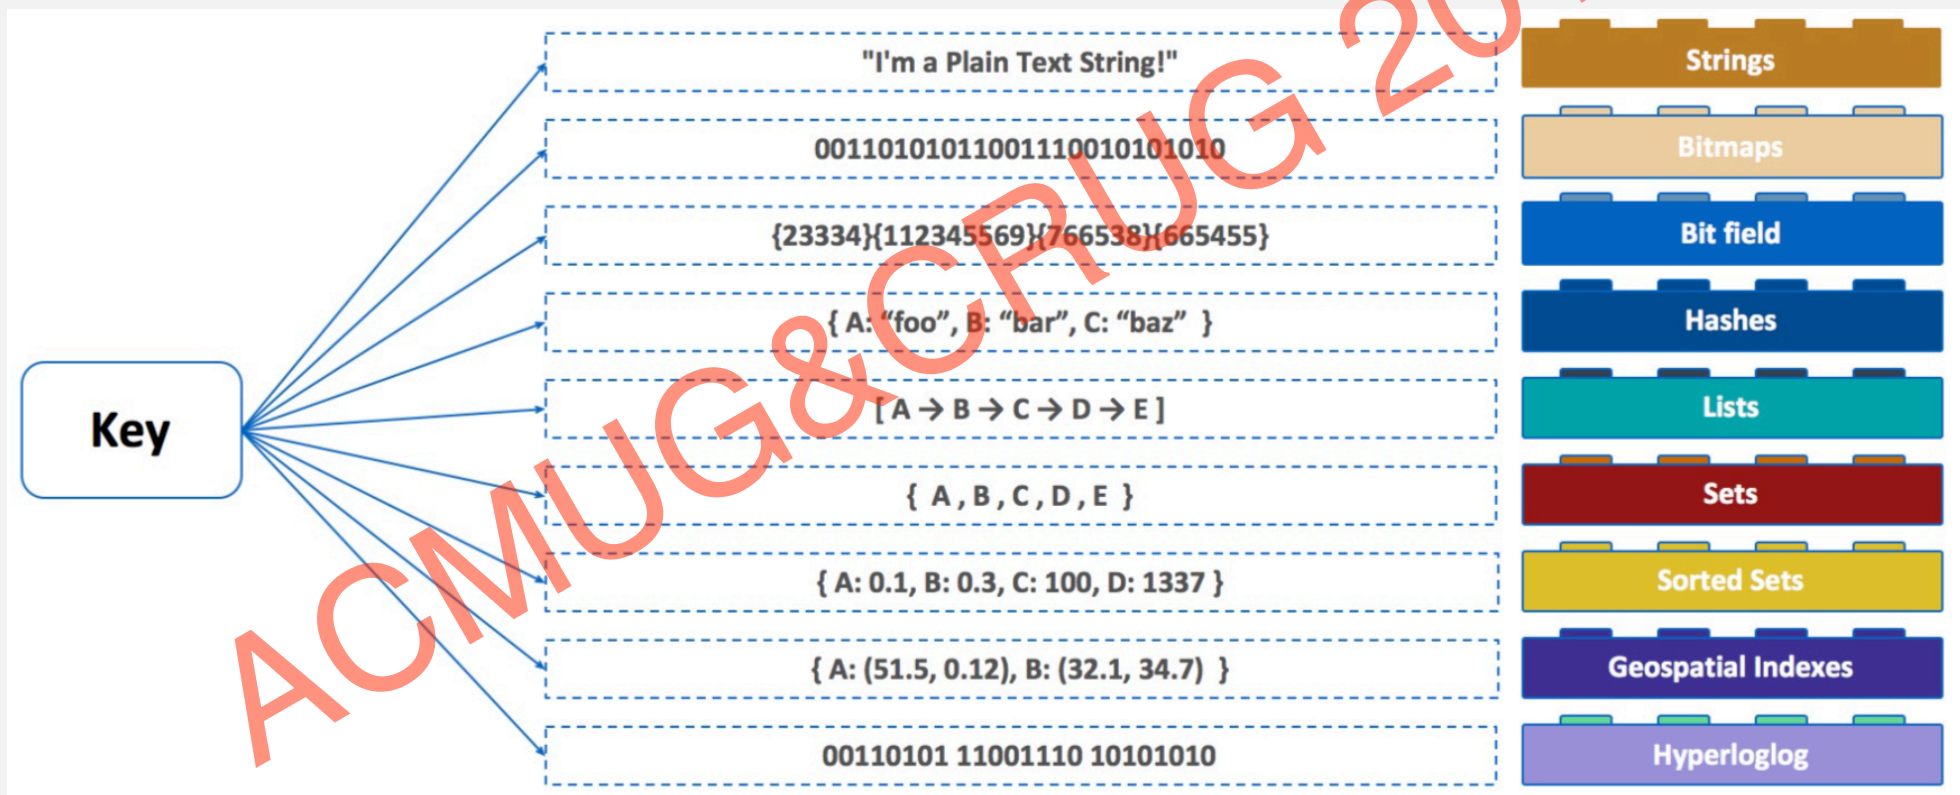 "I'm a Plain Text String!"
Strings
00110101011001110010101010
Bitmaps
{23334}{112345569}{766538}{665455}
Bit field
{ A: “foo”, B: “bar”, C: “baz” }
Hashes
Key
[ A → B → C → D → E ]
Lists
{ A , B , C , D , E }
Sets
{ A: 0.1, B: 0.3, C: 100, D: 1337 }
Sorted Sets
{ A: (51.5, 0.12), B: (32.1, 34.7) }
Geospatial Indexes
00110101 11001110 10101010
Hyperloglog
ACMUG&CRUG